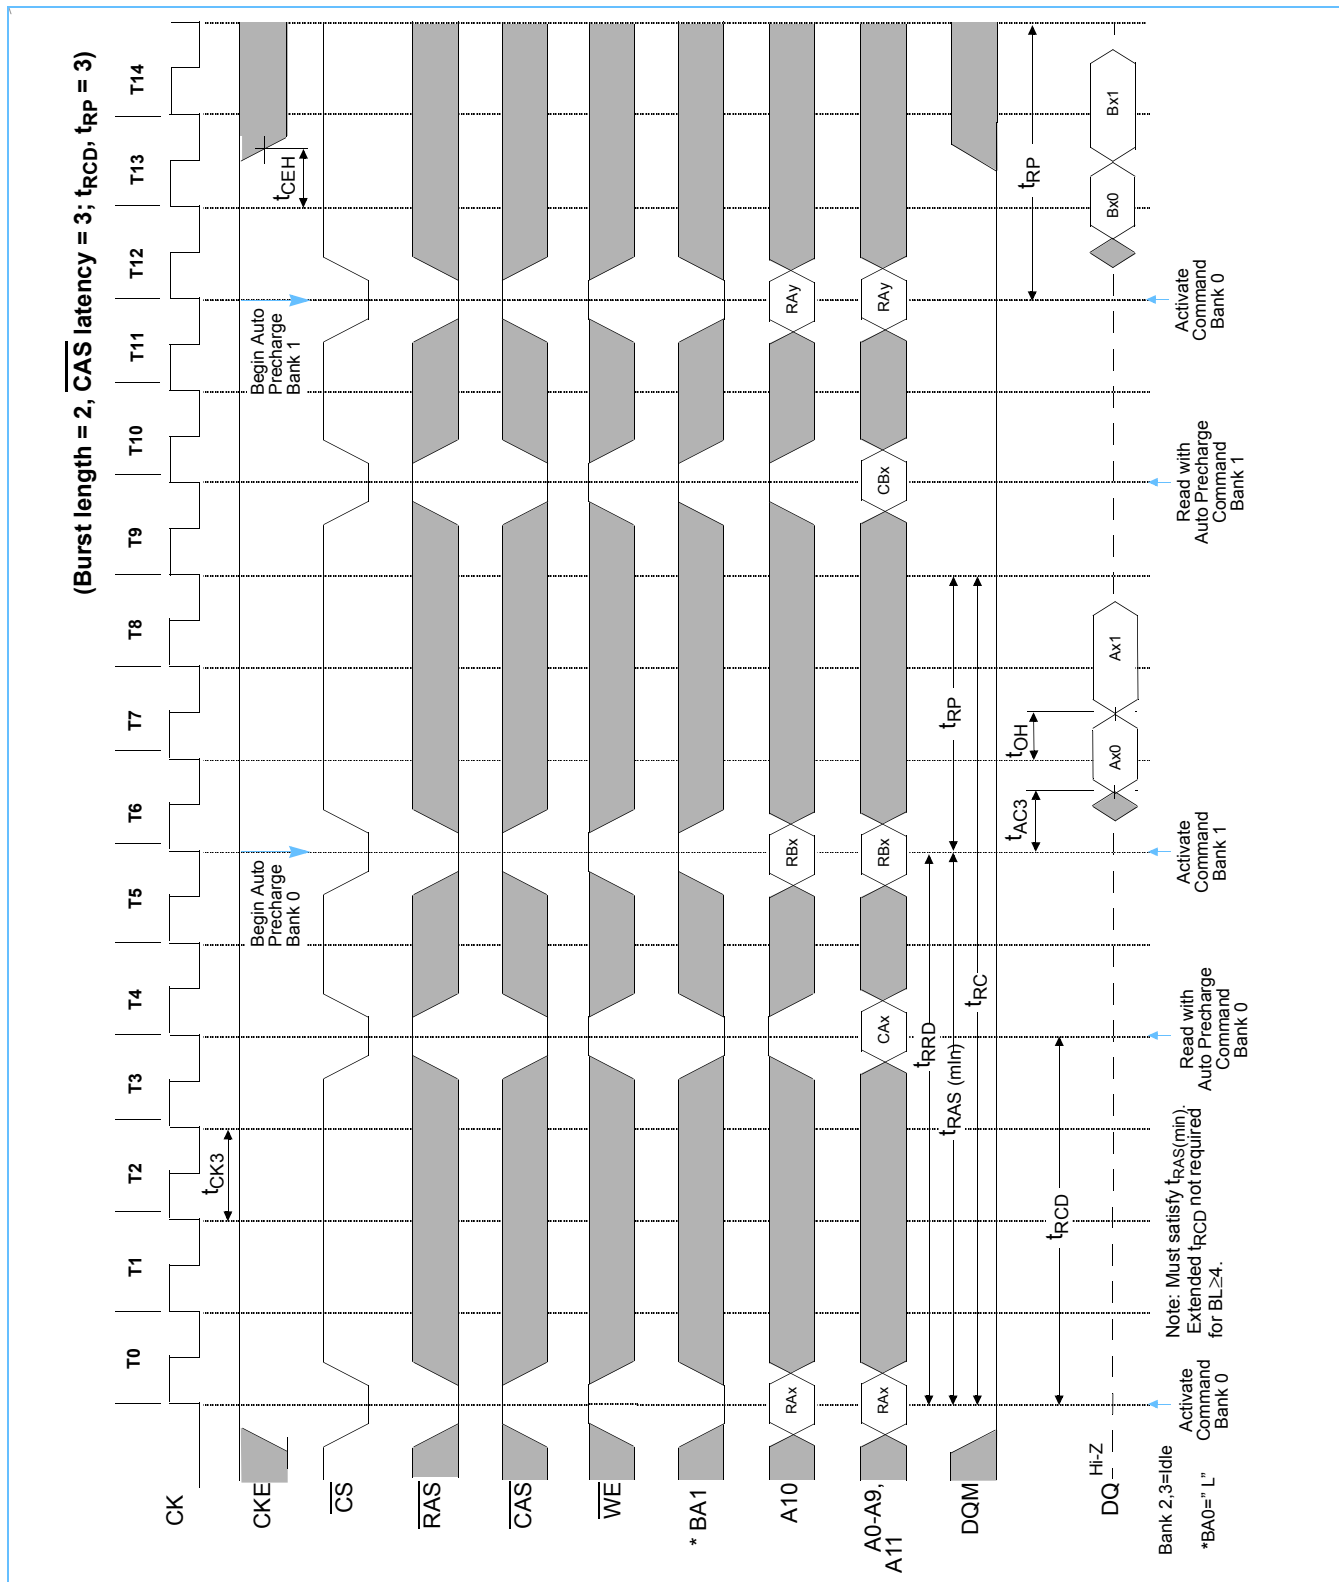 (Burst length = 2, CAS latency = 3; tRCD, tRP = 3)
T0 T1 T2 T3 T4 T5 T6 T7 T8 T9 T10 T11 T12 T13 T14
CK
tCK3
CKE
Begin Auto
Precharge
Bank 0
Begin Auto
Precharge
Bank 1
tCEH
CS
RAS
CAS
WE
* BA1
A10
RAx RBx RAy
A0-A9,
A11
RAx CAx RBx CBx RAy
DQM
tRRD
tRAS (mIn)
tRP
tRC
tRCD
tAC3
tOH
tRP
DQ
Hi-Z
Ax0 Ax1 Bx0 Bx1
Activate
Command
Bank 0
Note: Must satisfy tRAS(min).
Extended tRCD not required
for BL≥4.
Read with
Auto Precharge
Command
Bank 0
Activate
Command
Bank 1
Read with
Auto Precharge
Command
Bank 1
Activate
Command
Bank 0
Bank 2,3=Idle
*BA0=" L"